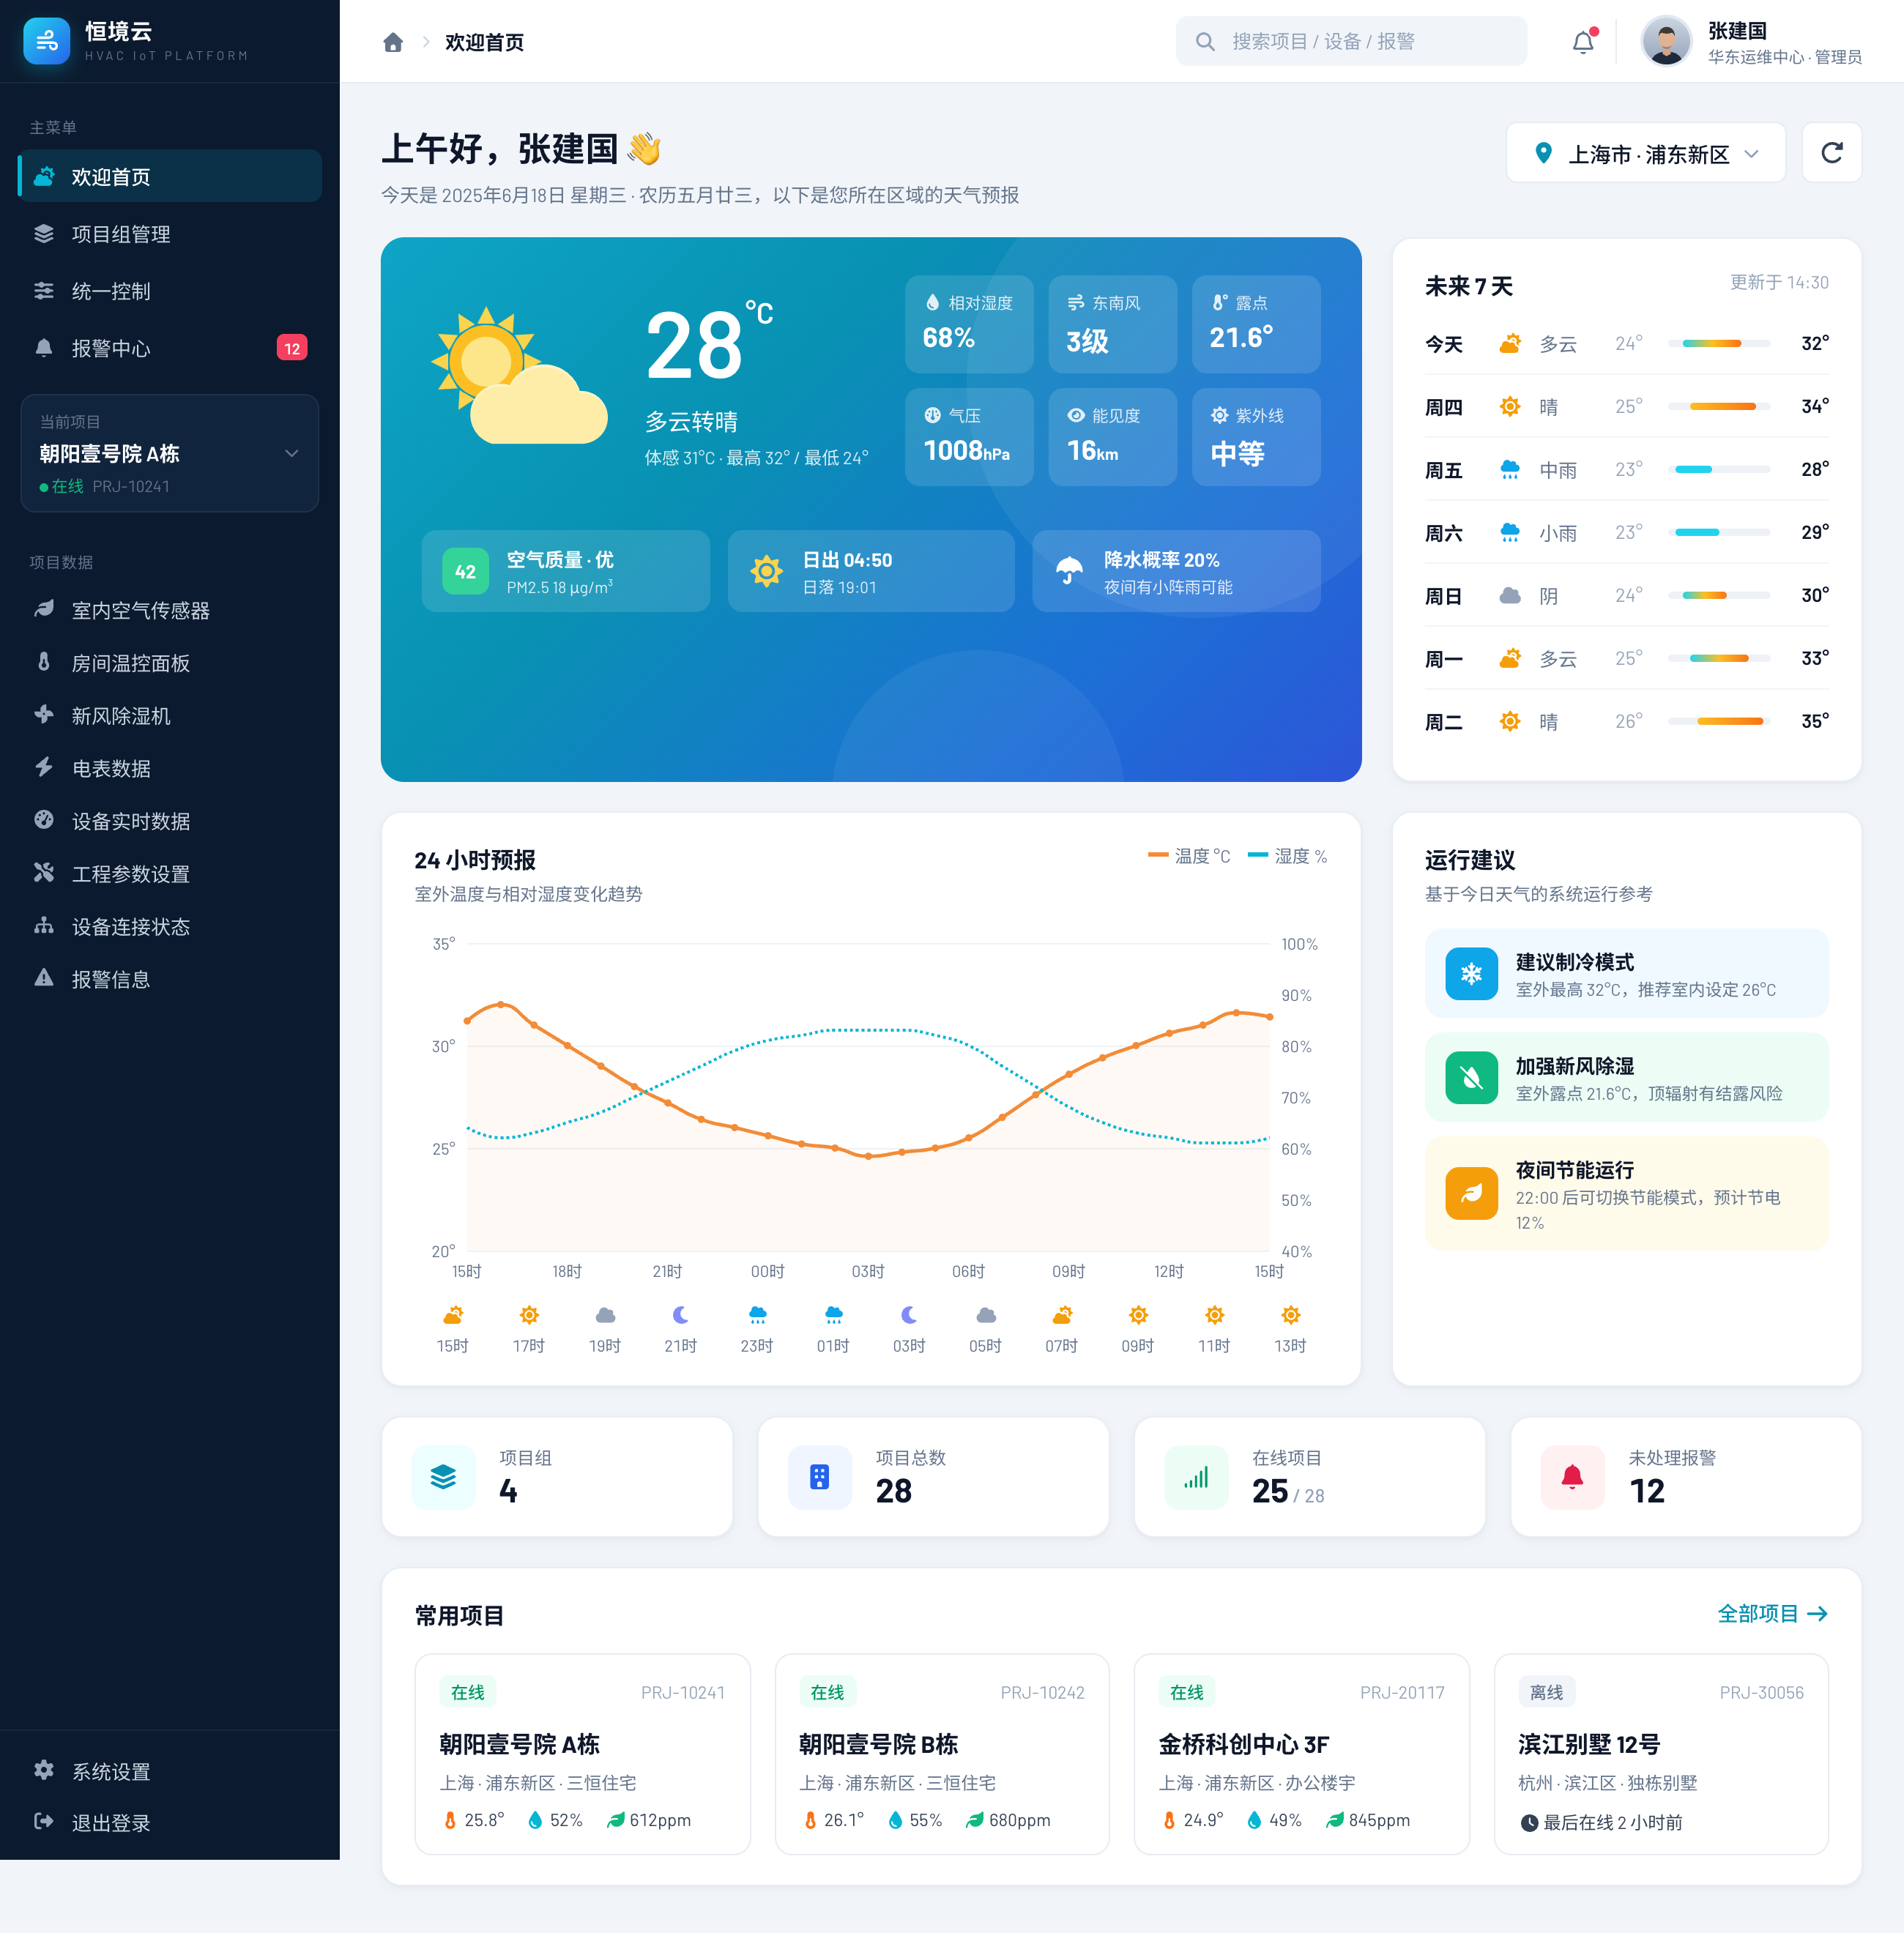 恒境云
HVAC IoT PLATFORM
主菜单
欢迎首页
项目组管理
统一控制
报警中心 12
当前项目
朝阳壹号院 A栋
在线 PRJ-10241
项目数据
室内空气传感器
房间温控面板
新风除湿机
电表数据
设备实时数据
工程参数设置
设备连接状态
报警信息
系统设置
退出登录
欢迎首页
搜索项目 / 设备 / 报警
张建国
华东运维中心 · 管理员
上午好，张建国 👋
今天是 2025年6月18日 星期三 · 农历五月廿三，以下是您所在区域的天气预报
上海市 · 浦东新区
28°C
多云转晴
体感 31°C · 最高 32° / 最低 24°
相对湿度
68%
东南风
3级
露点
21.6°
气压
1008hPa
能见度
16km
紫外线
中等
42
空气质量 · 优
PM2.5 18 μg/m³
日出 04:50
日落 19:01
降水概率 20%
夜间有小阵雨可能
未来 7 天
更新于 14:30
今天 多云 24° 32°
周四 晴 25° 34°
周五 中雨 23° 28°
周六 小雨 23° 29°
周日 阴 24° 30°
周一 多云 25° 33°
周二 晴 26° 35°
24 小时预报
室外温度与相对湿度变化趋势
温度 °C 湿度 %
35° 100%
90%
30° 80%
70%
25° 60%
50%
20° 40%
15时 18时 21时 00时 03时 06时 09时 12时 15时
15时 17时 19时 21时 23时 01时 03时 05时 07时 09时 11时 13时
运行建议
基于今日天气的系统运行参考
建议制冷模式
室外最高 32°C，推荐室内设定 26°C
加强新风除湿
室外露点 21.6°C，顶辐射有结露风险
夜间节能运行
22:00 后可切换节能模式，预计节电
12%
项目组
4
项目总数
28
在线项目
25 / 28
未处理报警
12
常用项目
全部项目
在线 PRJ-10241
朝阳壹号院 A栋
上海 · 浦东新区 · 三恒住宅
25.8° 52% 612ppm
在线 PRJ-10242
朝阳壹号院 B栋
上海 · 浦东新区 · 三恒住宅
26.1° 55% 680ppm
在线 PRJ-20117
金桥科创中心 3F
上海 · 浦东新区 · 办公楼宇
24.9° 49% 845ppm
离线 PRJ-30056
滨江别墅 12号
杭州 · 滨江区 · 独栋别墅
最后在线 2 小时前